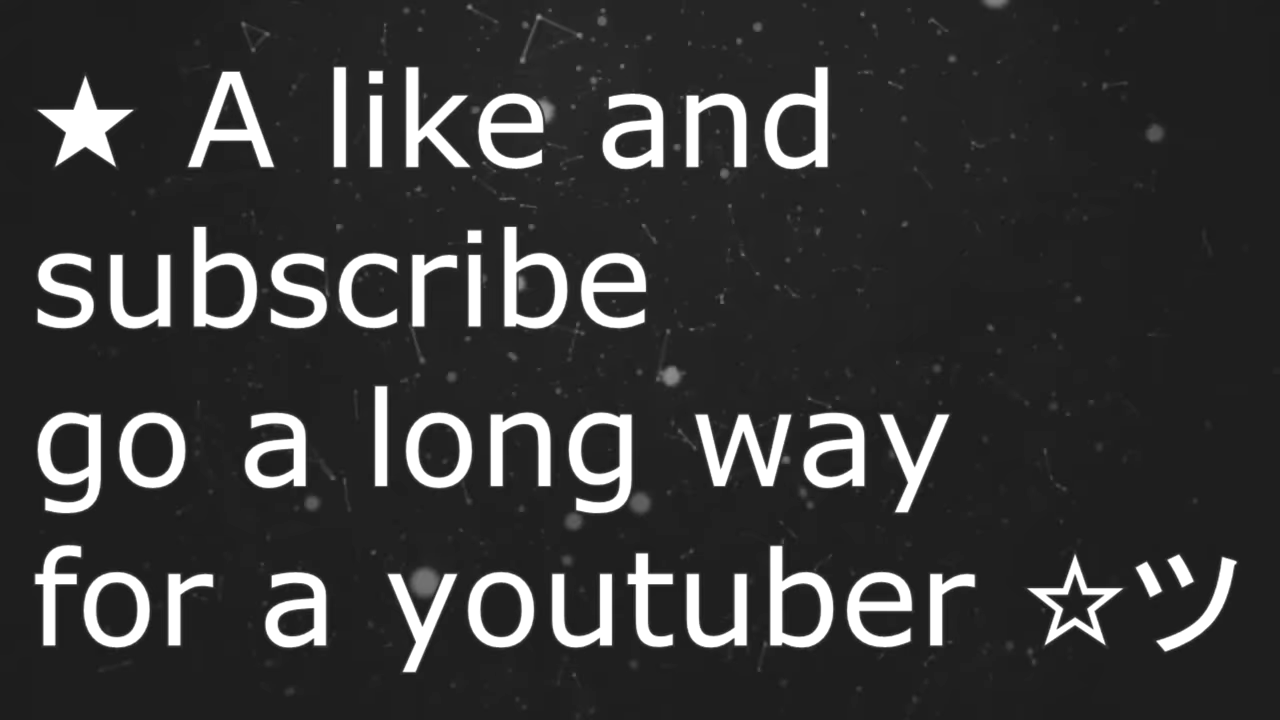 ★ A like and
subscribe
go a long way
for a youtuber ☆ツ